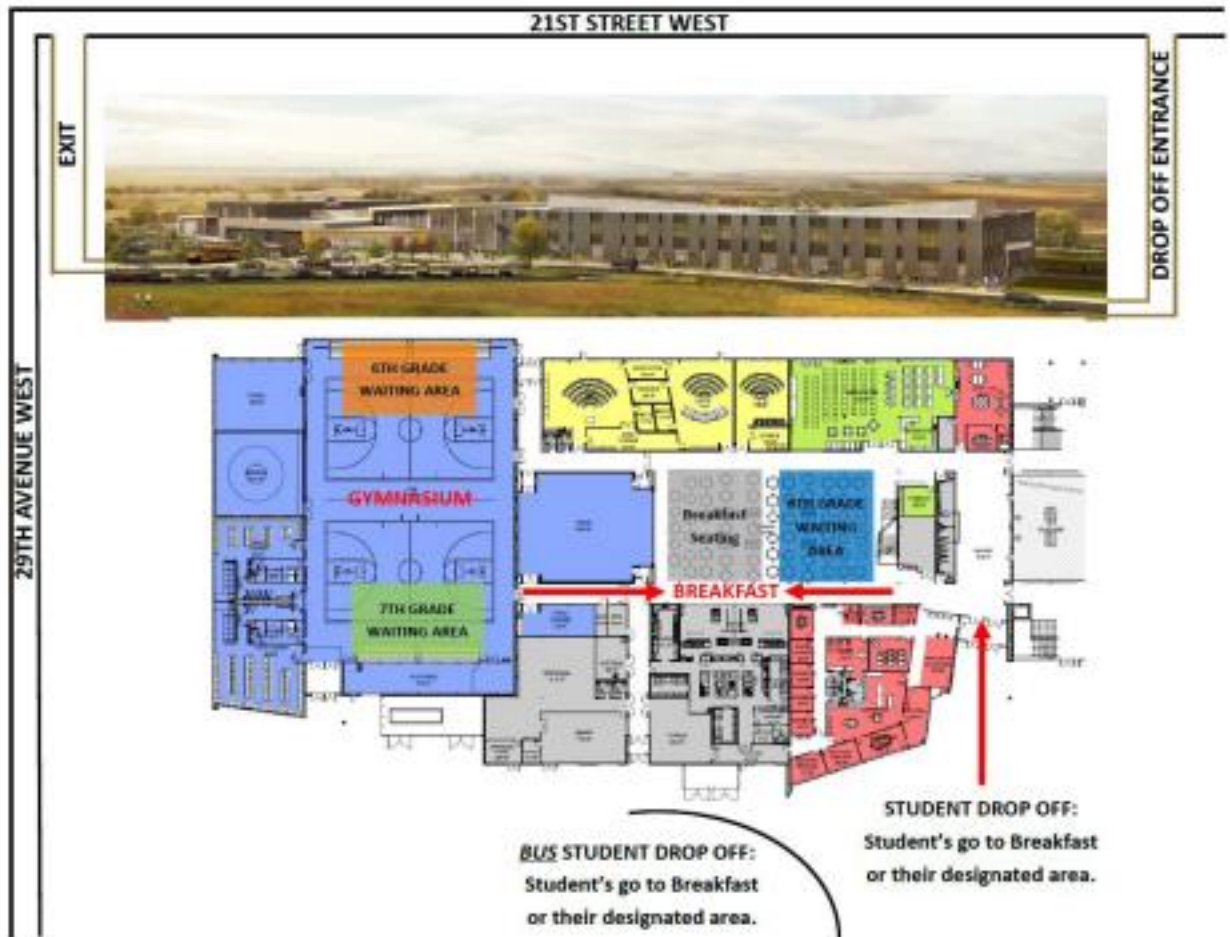 21ST STREET WEST
EXIT
DROP OFF ENTRANCE
29TH AVENUE WEST
6TH GRADE
WAITING AREA
GYMNASIUM
Breakfast
Seating
8TH GRADE
WAITING
AREA
BREAKFAST
7TH GRADE
WAITING AREA
STUDENT DROP OFF:
Student's go to Breakfast
or their designated area.
BUS STUDENT DROP OFF:
Student's go to Breakfast
or their designated area.